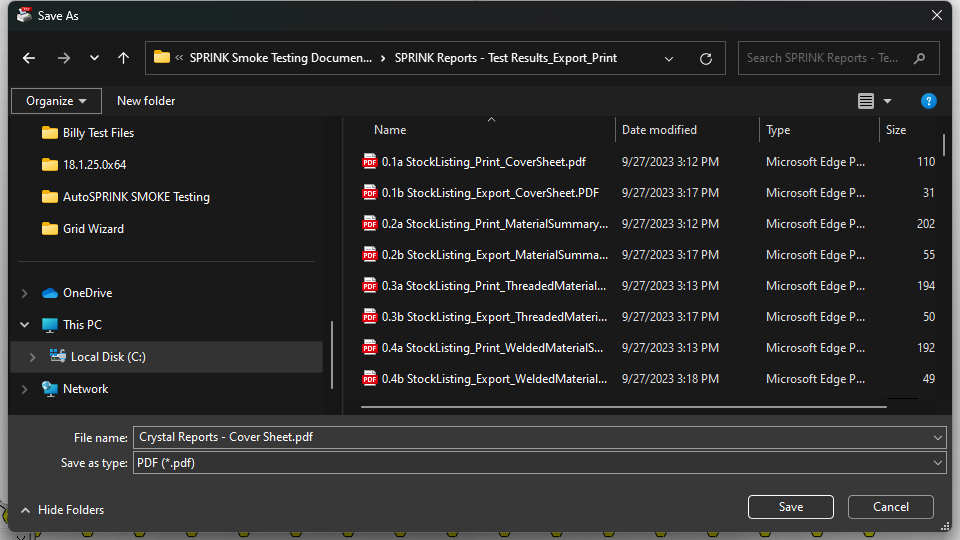 Save As
« SPRINK Smoke Testing Documen... > SPRINK Reports - Test Results_Export_Print
Search SPRINK Reports - Te...
Organize
New folder
?
Billy Test Files
18.1.25.0x64
AutoSPRINK SMOKE Testing
Grid Wizard
OneDrive
This PC
Local Disk (C:)
Network
Name Date modified Type Size
PDF 0.1a StockListing_Print_CoverSheet.pdf 9/27/2023 3:12 PM Microsoft Edge P... 110
PDF 0.1b StockListing_Export_CoverSheet.PDF 9/27/2023 3:17 PM Microsoft Edge P... 31
PDF 0.2a StockListing_Print_MaterialSummary... 9/27/2023 3:12 PM Microsoft Edge P... 202
PDF 0.2b StockListing_Export_MaterialSumma... 9/27/2023 3:17 PM Microsoft Edge P... 55
PDF 0.3a StockListing_Print_ThreadedMaterial... 9/27/2023 3:13 PM Microsoft Edge P... 194
PDF 0.3b StockListing_Export_ThreadedMateri... 9/27/2023 3:17 PM Microsoft Edge P... 50
PDF 0.4a StockListing_Print_WeldedMaterialS... 9/27/2023 3:13 PM Microsoft Edge P... 192
PDF 0.4b StockListing_Export_WeldedMaterial... 9/27/2023 3:18 PM Microsoft Edge P... 49
File name: Crystal Reports - Cover Sheet.pdf
Save as type: PDF (*.pdf)
Hide Folders
Save
Cancel